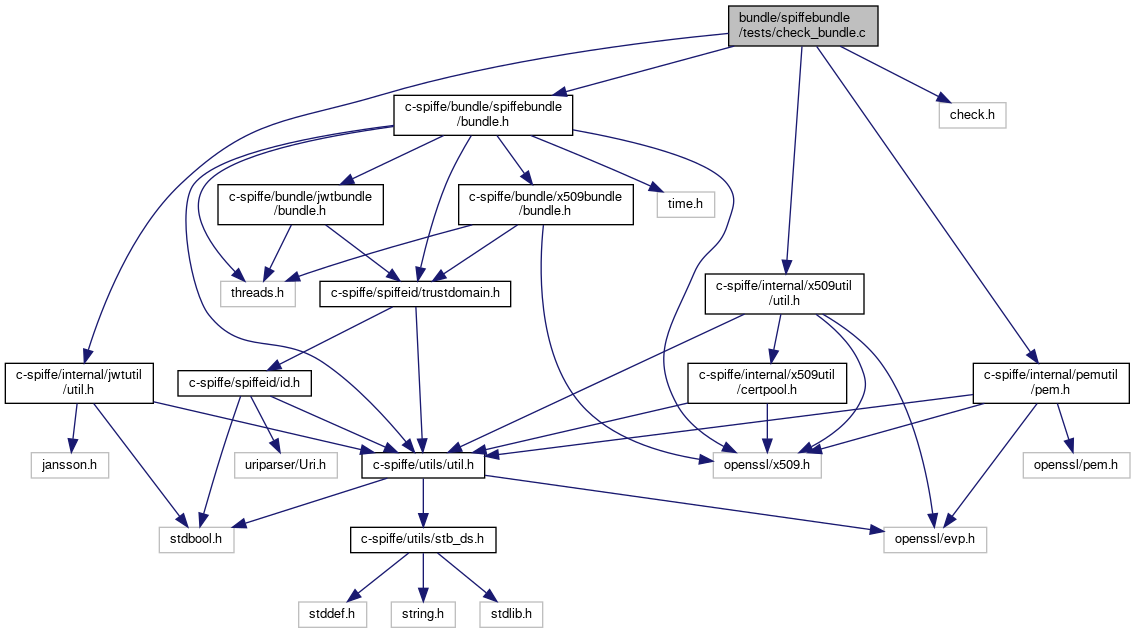 bundle/spiffebundle
/tests/check_bundle.c
c-spiffe/bundle/spiffebundle
/bundle.h
check.h
c-spiffe/bundle/jwtbundle
/bundle.h
c-spiffe/bundle/x509bundle
/bundle.h
time.h
threads.h
c-spiffe/spiffeid/trustdomain.h
c-spiffe/internal/x509util
/util.h
c-spiffe/internal/jwtutil
/util.h
c-spiffe/spiffeid/id.h
c-spiffe/internal/x509util
/certpool.h
c-spiffe/internal/pemutil
/pem.h
jansson.h
uriparser/Uri.h
c-spiffe/utils/util.h
openssl/x509.h
openssl/pem.h
stdbool.h
c-spiffe/utils/stb_ds.h
openssl/evp.h
stddef.h
string.h
stdlib.h